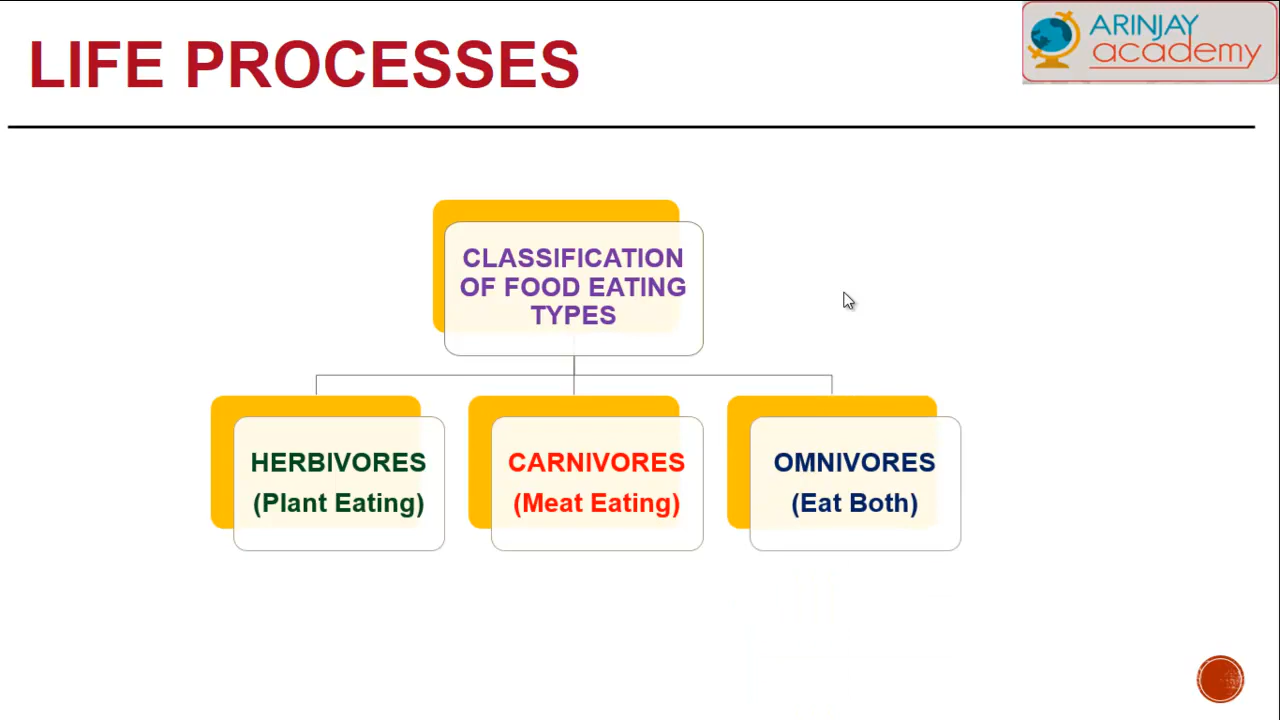 LIFE PROCESSES
ARINJAY
academy
CLASSIFICATION
OF FOOD EATING
TYPES
HERBIVORES
(Plant Eating)
CARNIVORES
(Meat Eating)
OMNIVORES
(Eat Both)